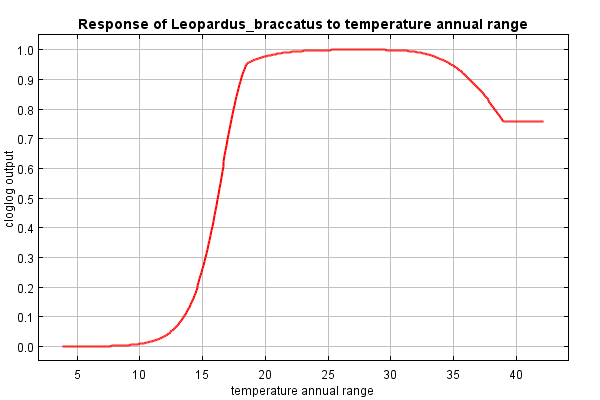 Response of Leopardus_braccatus to temperature annual range
cloglog output
1.0
0.9
0.8
0.7
0.6
0.5
0.4
0.3
0.2
0.1
0.0
5 10 15 20 25 30 35 40
temperature annual range